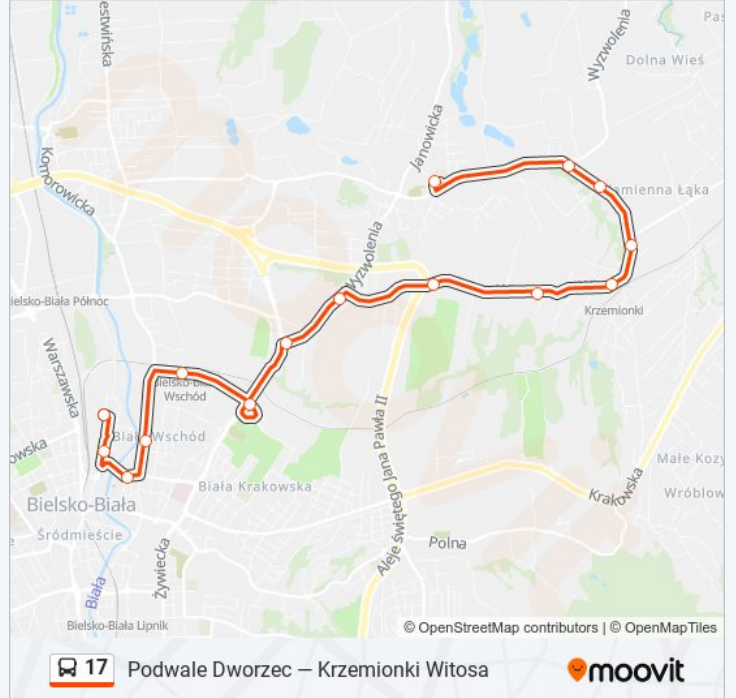 estwińska
Wyzwolenia
Pas
Dolna Wieś
Janowicka
Komorowicka
amienna Łąka
Wyzwolenia
ielsko-Biała Północ
Krzemionki
Warszawska
Bielsko-Biała
Wschód
Biała Wschód
owska
Aleje świętego Jana Pawła II
Małe Kozy
Biała Krakowska
Krakowska
Wróblow
Bielsko-Biała
Śródmieście
Żywiecka
Polna
Biała
Bielsko-Biała Lipnik
© OpenStreetMap contributors | © OpenMapTiles
17 Podwale Dworzec — Krzemionki Witosa
moovit